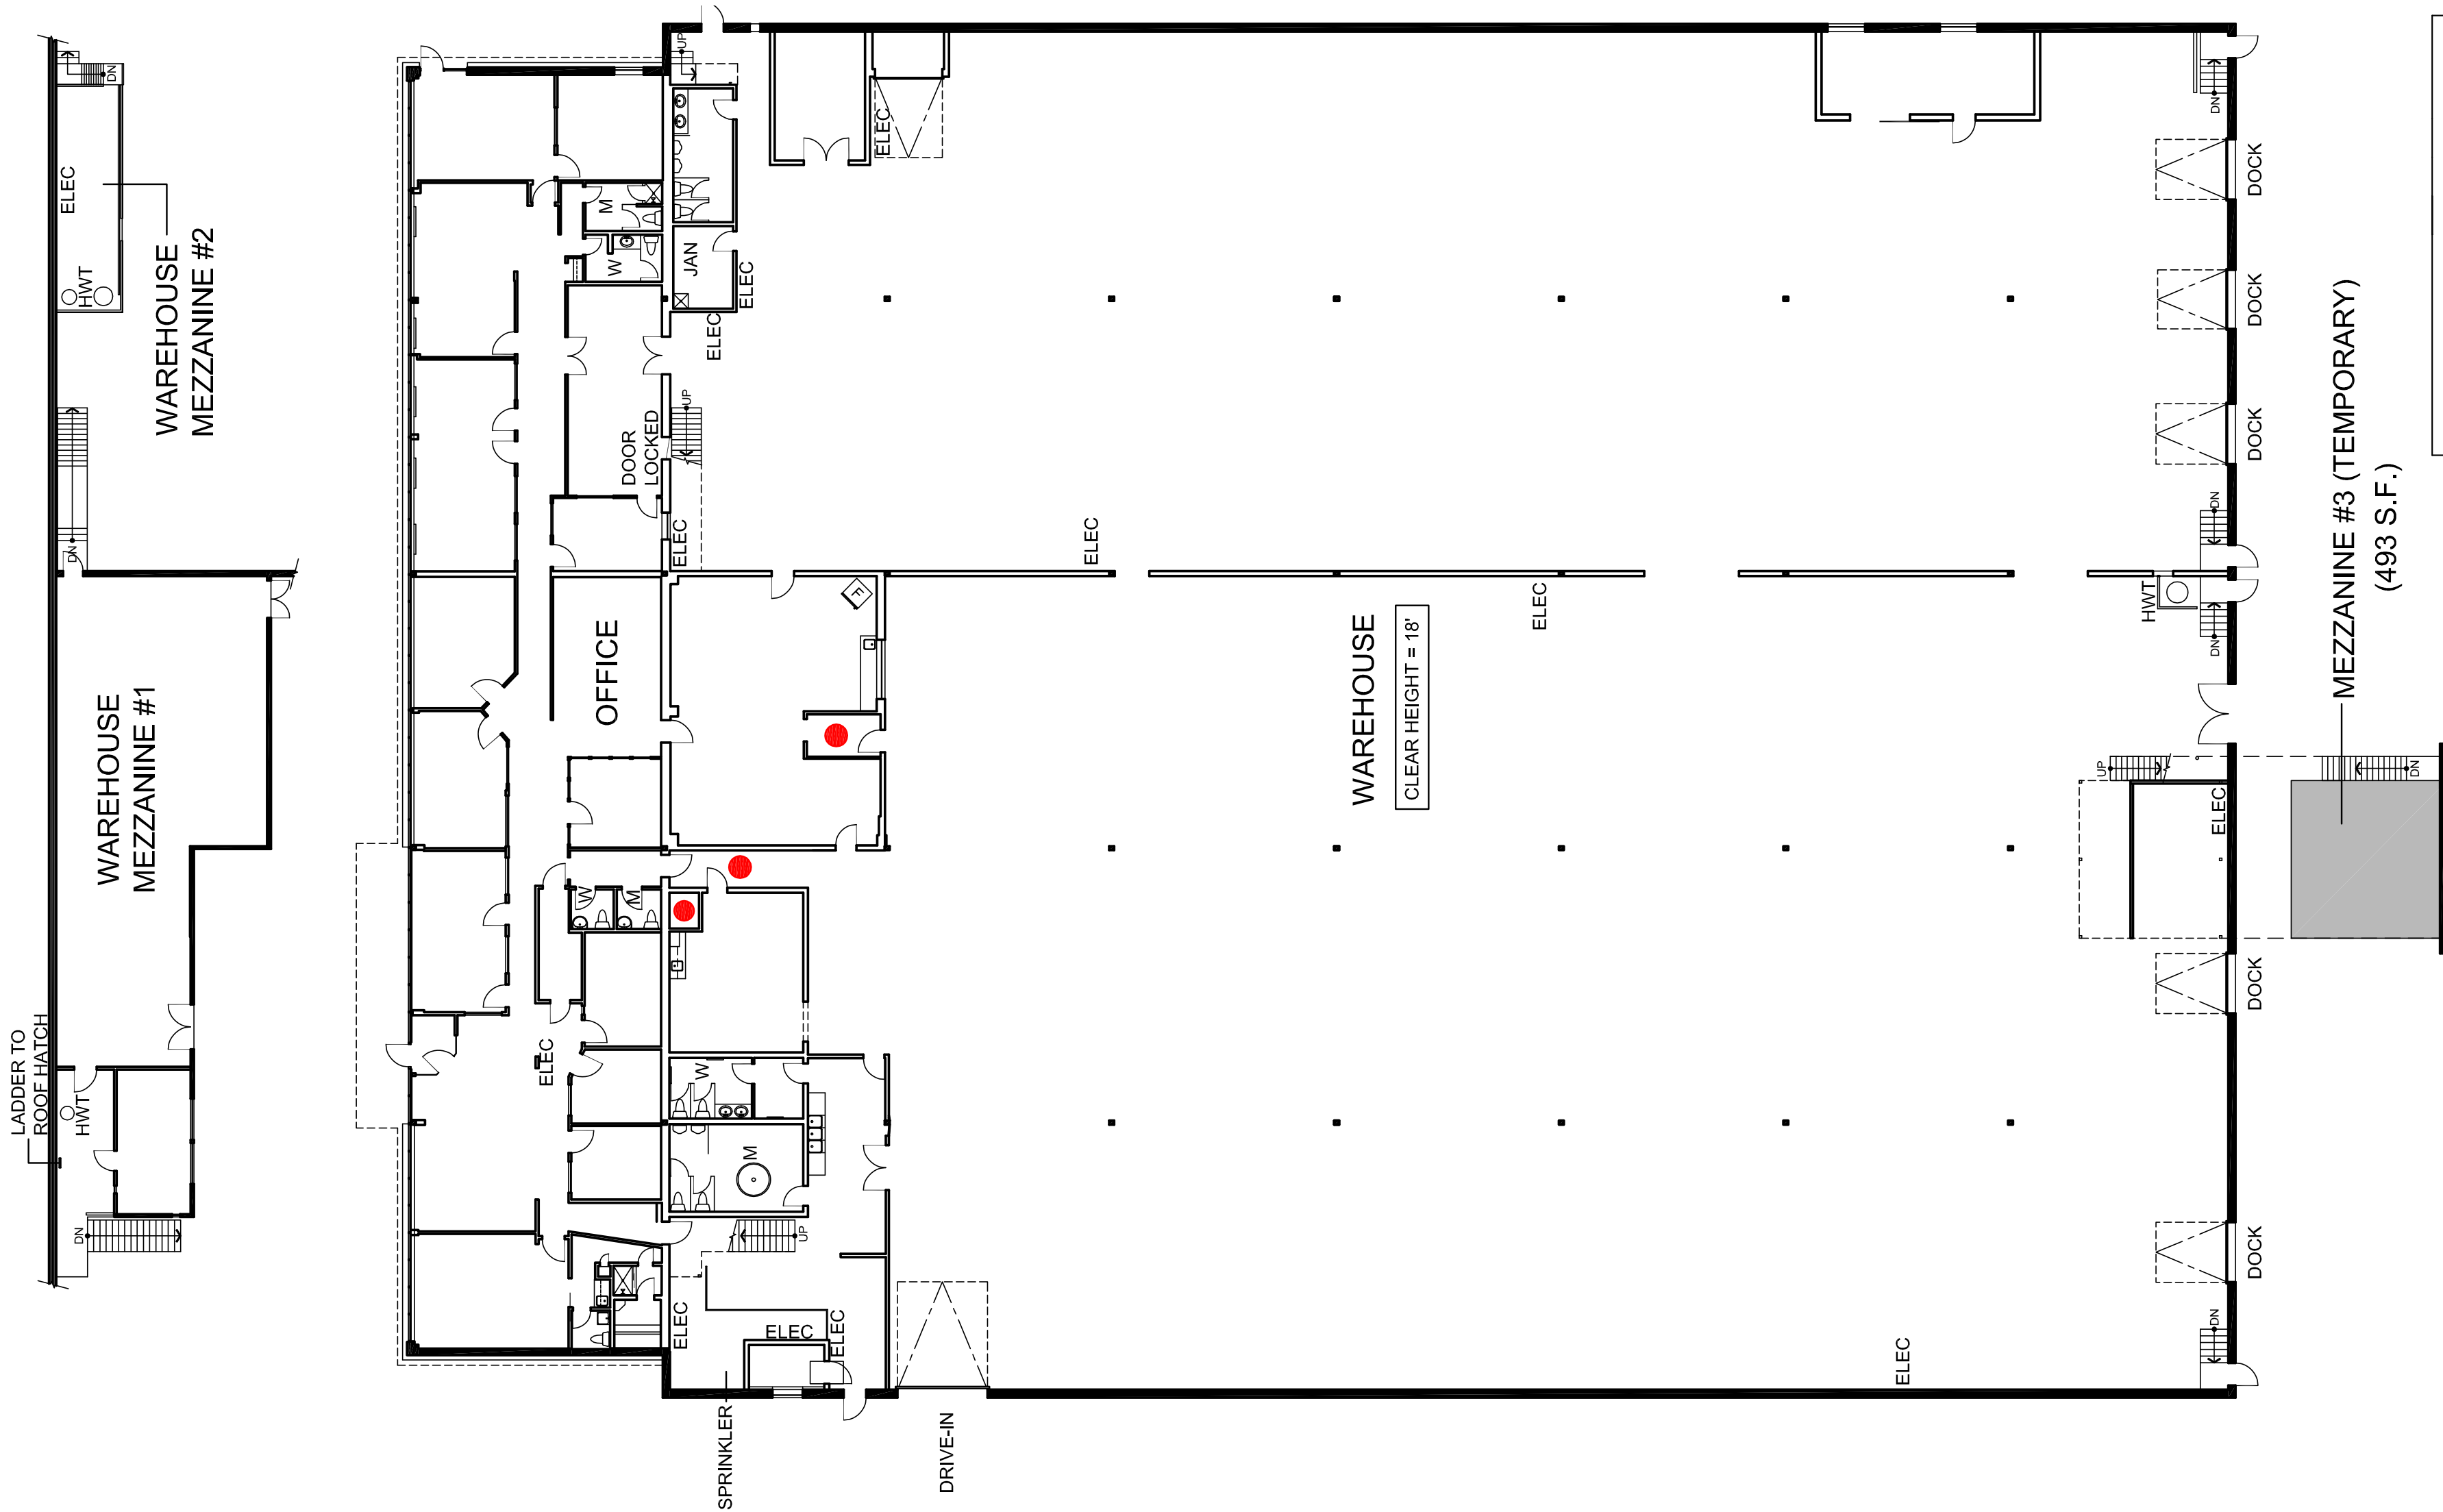 LADDER TO
ROOF HATCH
HWT
DN
WAREHOUSE
MEZZANINE #1
DN
DN
ELEC
HWT
WAREHOUSE
MEZZANINE #2
DN
UP
ELEC
M
W
JAN
ELEC
ELEC
DOOR
LOCKED
UP
ELEC
ELEC
OFFICE
F
W
M
ELEC
W
M
UP
ELEC
ELEC
ELEC
SPRINKLER
DRIVE-IN
WAREHOUSE
CLEAR HEIGHT = 18'
ELEC
ELEC
HWT
DN
DN
DN
DN
UP
ELEC
DOCK
DOCK
DOCK
DOCK
DOCK
MEZZANINE #3 (TEMPORARY)
(493 S.F.)
DN